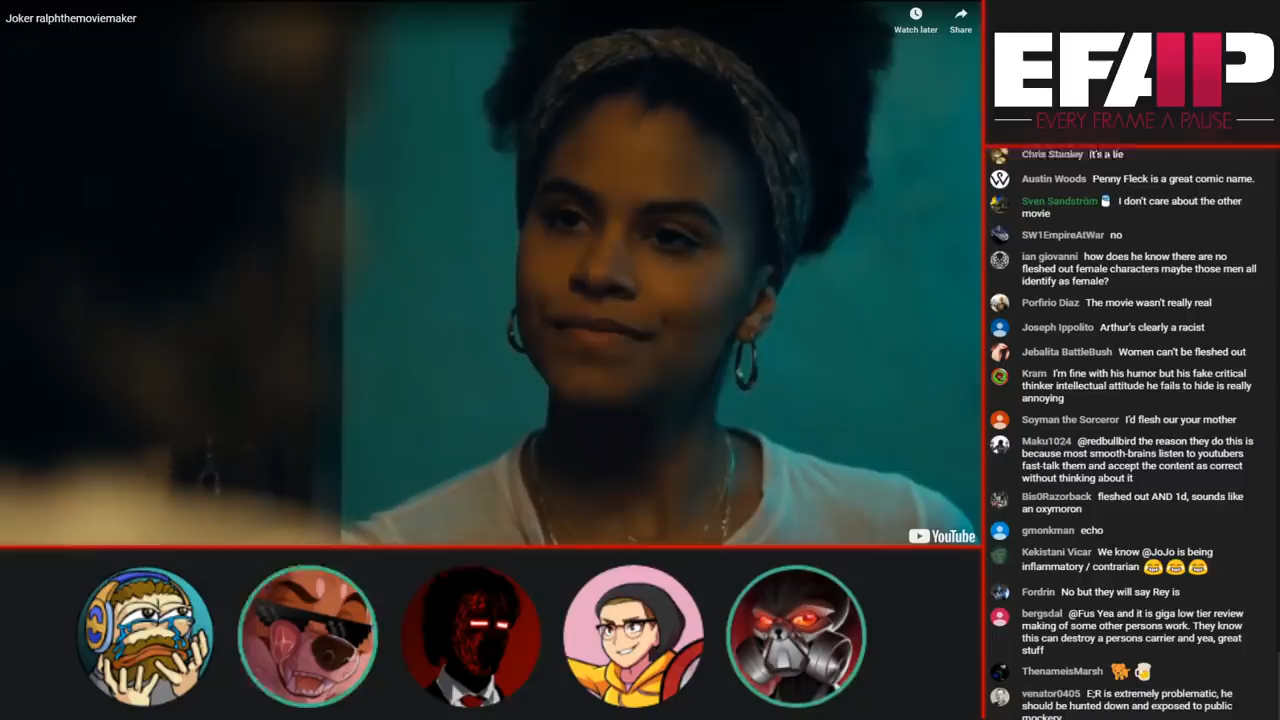 Joker ralphthemoviemaker
Watch later
Share
YouTube
EFAP
EVERY FRAME A PAUSE
Chris Stanley It's a lie
Austin Woods Penny Fleck is a great comic name.
Sven Sandström I don't care about the other
movie
SW1EmpireAtWar no
ian giovanni how does he know there are no
fleshed out female characters maybe those men all
identify as female?
Porfirio Diaz The movie wasn't really real
Joseph Ippolito Arthur's clearly a racist
Jebalita BattleBush Women can't be fleshed out
Kram I'm fine with his humor but his fake critical
thinker intellectual attitude he fails to hide is really
annoying
Soyman the Sorceror I'd flesh our your mother
Maku1024 @redbullbird the reason they do this is
because most smooth-brains listen to youtubers
fast-talk them and accept the content as correct
without thinking about it
Bis0Razorback fleshed out AND 1d, sounds like
an oxymoron
gmonkman echo
Kekistani Vicar We know @JoJo is being
inflammatory / contrarian 😂 😂 😂
Fordrin No but they will say Rey is
bergsdal @Fus Yea and it is giga low tier review
making of some other persons work. They know
this can destroy a persons carrier and yea, great
stuff
ThenameisMarsh
venator0405 E;R is extremely problematic, he
should be hunted down and exposed to public
mockery